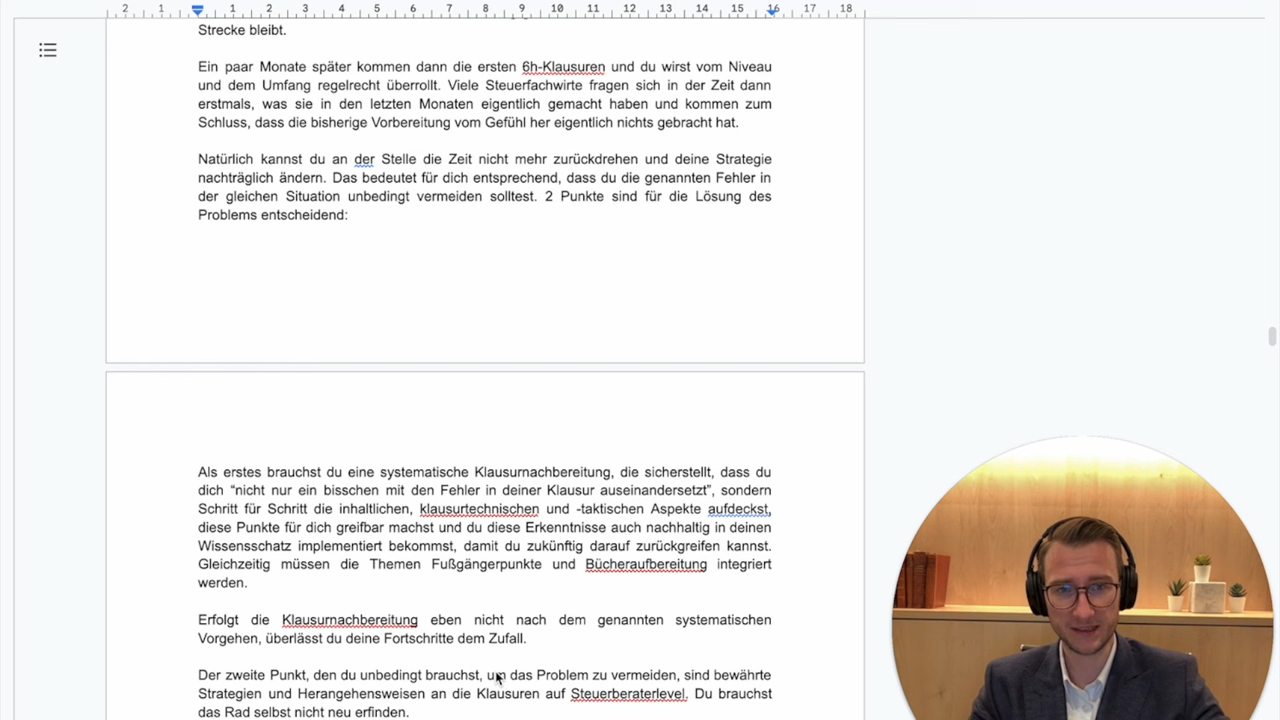 2 1 1 2 3 4 5 6 7 8 9 10 11 12 13 14 15 16 17 18
Strecke bleibt.
Ein paar Monate später kommen dann die ersten 6h-Klausuren und du wirst vom Niveau
und dem Umfang regelrecht überrollt. Viele Steuerfachwirte fragen sich in der Zeit dann
erstmals, was sie in den letzten Monaten eigentlich gemacht haben und kommen zum
Schluss, dass die bisherige Vorbereitung vom Gefühl her eigentlich nichts gebracht hat.
Natürlich kannst du an der Stelle die Zeit nicht mehr zurückdrehen und deine Strategie
nachträglich ändern. Das bedeutet für dich entsprechend, dass du die genannten Fehler in
der gleichen Situation unbedingt vermeiden solltest. 2 Punkte sind für die Lösung des
Problems entscheidend:
Als erstes brauchst du eine systematische Klausurnachbereitung, die sicherstellt, dass du
dich “nicht nur ein bisschen mit den Fehler in deiner Klausur auseinandersetzt”, sondern
Schritt für Schritt die inhaltlichen, klausurtechnischen und -taktischen Aspekte aufdeckst,
diese Punkte für dich greifbar machst und du diese Erkenntnisse auch nachhaltig in deinen
Wissensschatz implementiert bekommst, damit du zukünftig darauf zurückgreifen kannst.
Gleichzeitig müssen die Themen Fußgängerpunkte und Bücheraufbereitung integriert
werden.
Erfolgt die Klausurnachbereitung eben nicht nach dem genannten systematischen
Vorgehen, überlässt du deine Fortschritte dem Zufall.
Der zweite Punkt, den du unbedingt brauchst, um das Problem zu vermeiden, sind bewährte
Strategien und Herangehensweisen an die Klausuren auf Steuerberaterlevel. Du brauchst
das Rad selbst nicht neu erfinden.